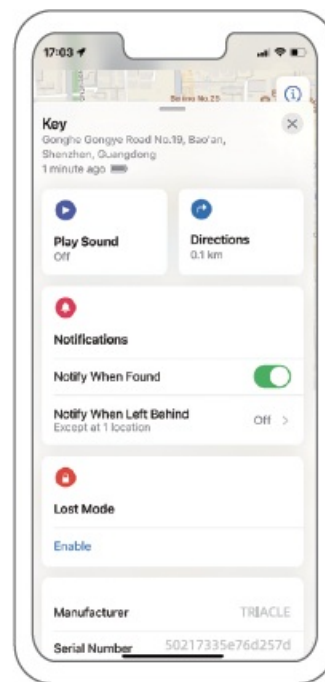 17:03
Key
Gonghe Gongye Road No.19, Bao'an,
Shenzhen, Guangdong
1 minute ago
Play Sound
Off
Directions
0.1 km
Notifications
Notify When Found
Notify When Left Behind
Except at 1 location
Off
Lost Mode
Enable
Manufacturer
TRIACLE
Serial Number
50217335e76d257d